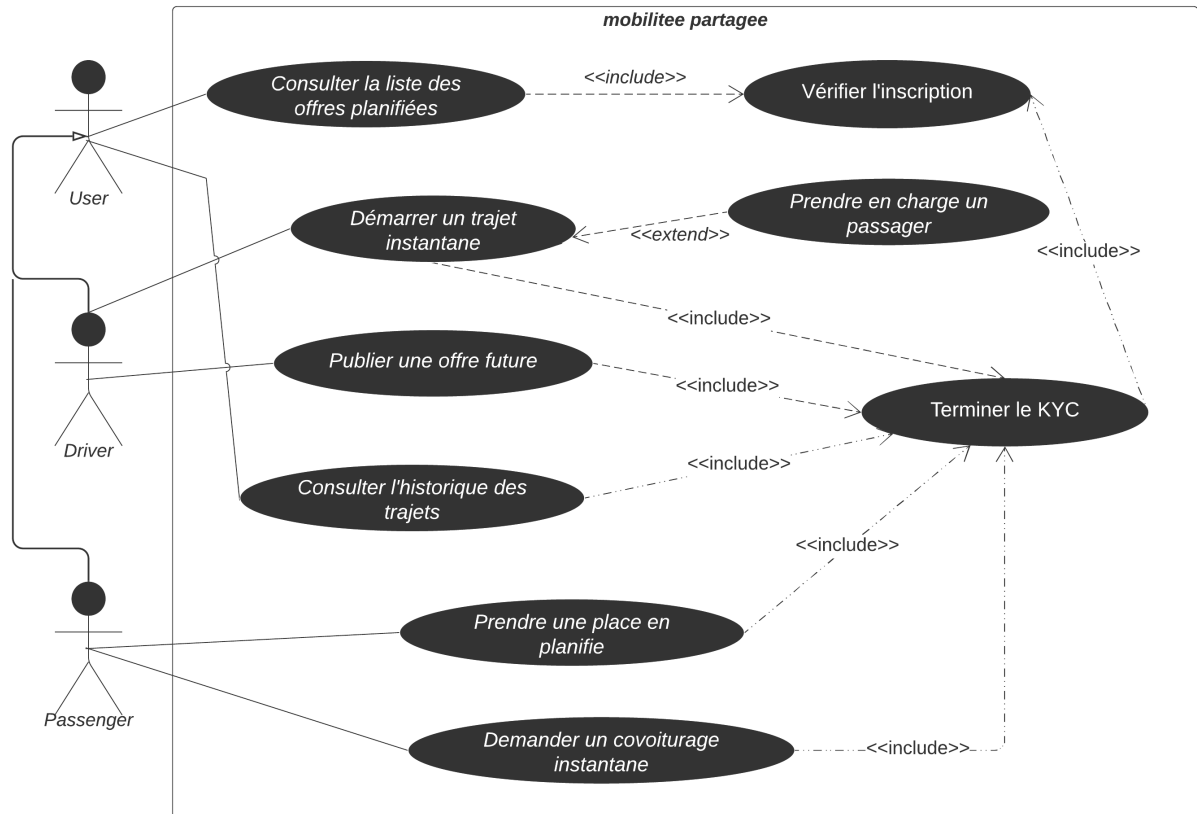 mobilitee partagee
Consulter la liste des
offres planifiées
<<include>>
Vérifier l'inscription
User
Démarrer un trajet
instantane
<<extend>>
Prendre en charge un
passager
<<include>>
<<include>>
Publier une offre future
<<include>>
Terminer le KYC
Driver
Consulter l'historique des
trajets
<<include>>
<<include>>
Prendre une place en
planifie
Passenger
Demander un covoiturage
instantane
<<include>>